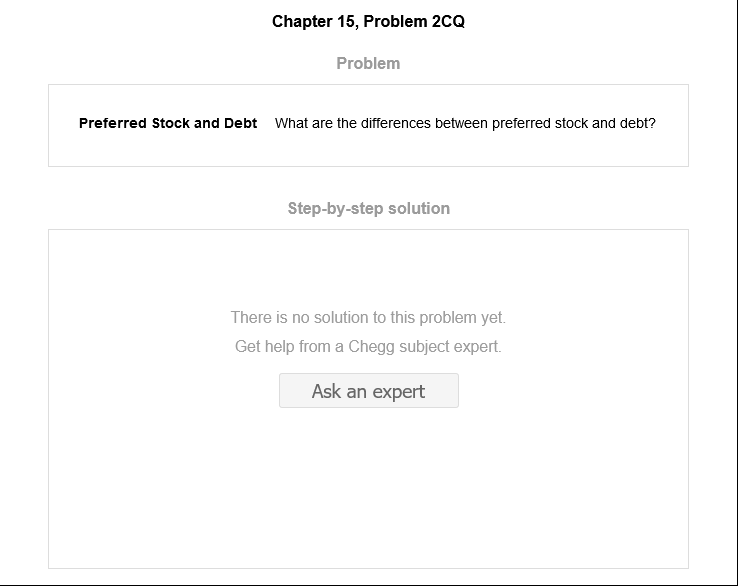 Chapter 15, Problem 2CQ
Problem
Preferred Stock and Debt What are the differences between preferred stock and debt?
Step-by-step solution
There is no solution to this problem yet.
Get help from a Chegg subject expert.
Ask an expert